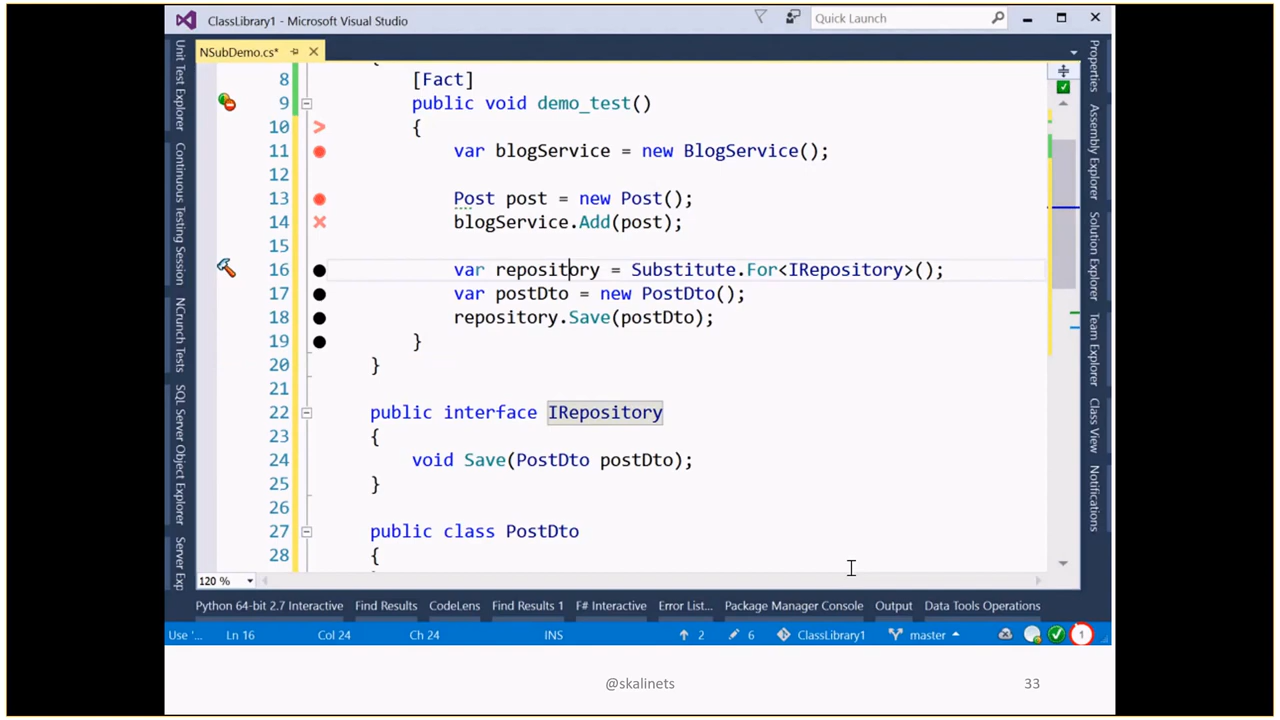 ClassLibrary1 - Microsoft Visual Studio
Quick Launch
NSubDemo.cs*
8 [Fact]
9 public void demo_test()
10 {
11 var blogService = new BlogService();
12
13 Post post = new Post();
14 blogService.Add(post);
15
16 var repository = Substitute.For<IRepository>();
17 var postDto = new PostDto();
18 repository.Save(postDto);
19 }
20 }
21
22 public interface IRepository
23 {
24 void Save(PostDto postDto);
25 }
26
27 public class PostDto
28 {
Unit Test Explorer
Continuous Testing Session
NCrunch Tests
SQL Server Object Explorer
Server Exp
Properties
Assembly Explorer
Solution Explorer
Team Explorer
Class View
Notifications
120 %
Python 64-bit 2.7 Interactive Find Results CodeLens Find Results 1 F# Interactive Error List... Package Manager Console Output Data Tools Operations
Use '... Ln 16 Col 24 Ch 24 INS 2 6 ClassLibrary1 master 1
@skalinets 33